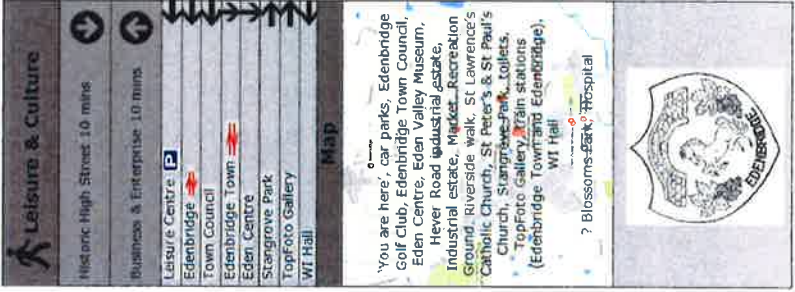 Leisure & Culture
Historic High Street 10 mins
Business & Enterprise 10 mins
Leisure Centre P
Edenbridge
Town Council
Edenbridge Town
Eden Centre
Stangrove Park
TopFoto Gallery
WI Hall
Map
'You are here', car parks, Edenbridge
Golf Club, Edenbridge Town Council,
Eden Centre, Eden Valley Museum,
Hever Road industrial estate,
Industrial estate, Market, Recreation
Ground, Riverside walk, St Lawrence's
Catholic Church, St Peter's & St Paul's
Church, Stangrove Park, toilets,
TopFoto Gallery, train stations
(Edenbridge Town and Edenbridge),
WI Hall
? Blossoms Park, Hospital
EDENBRIDGE